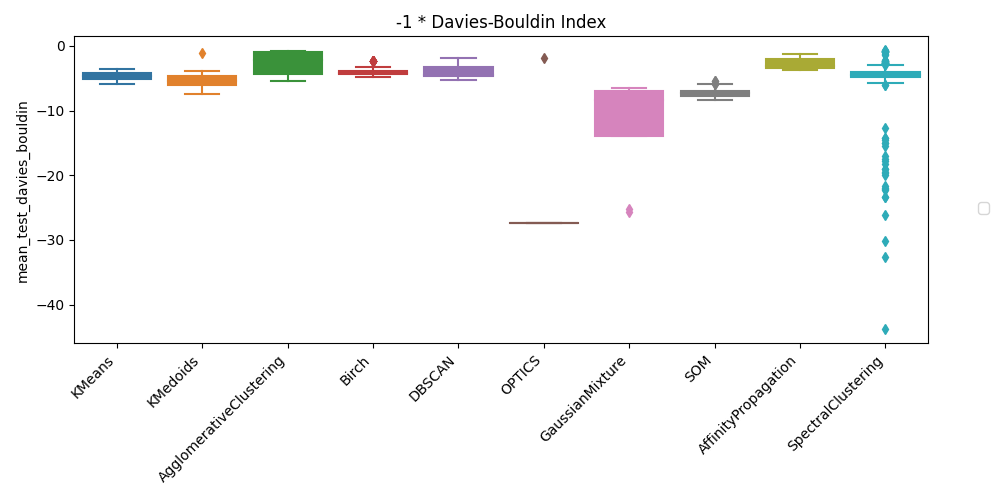 -1 * Davies-Bouldin Index
mean_test_davies_bouldin
0
−10
−20
−30
−40
KMeans
KMedoids
AgglomerativeClustering
Birch
DBSCAN
OPTICS
GaussianMixture
SOM
AffinityPropagation
SpectralClustering